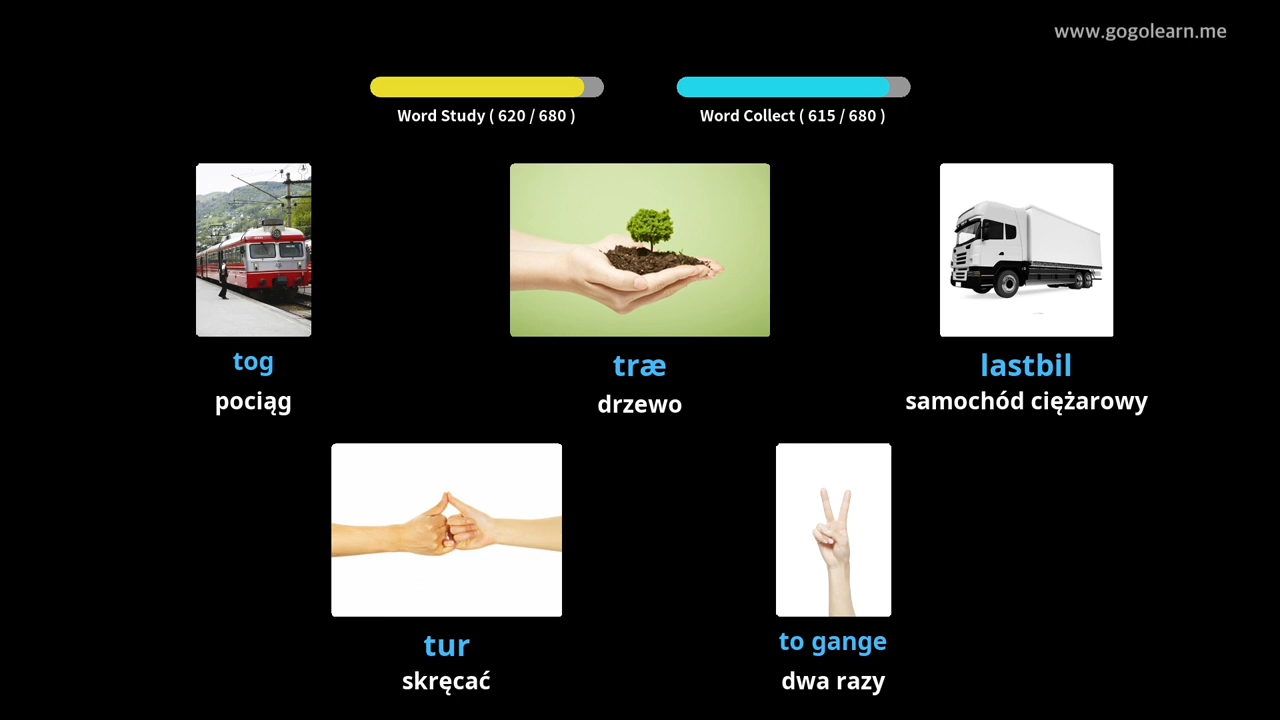 www.gogolearn.me
Word Study ( 620 / 680 )
Word Collect ( 615 / 680 )
tog
pociąg
træ
drzewo
lastbil
samochód ciężarowy
tur
skręcać
to gange
dwa razy